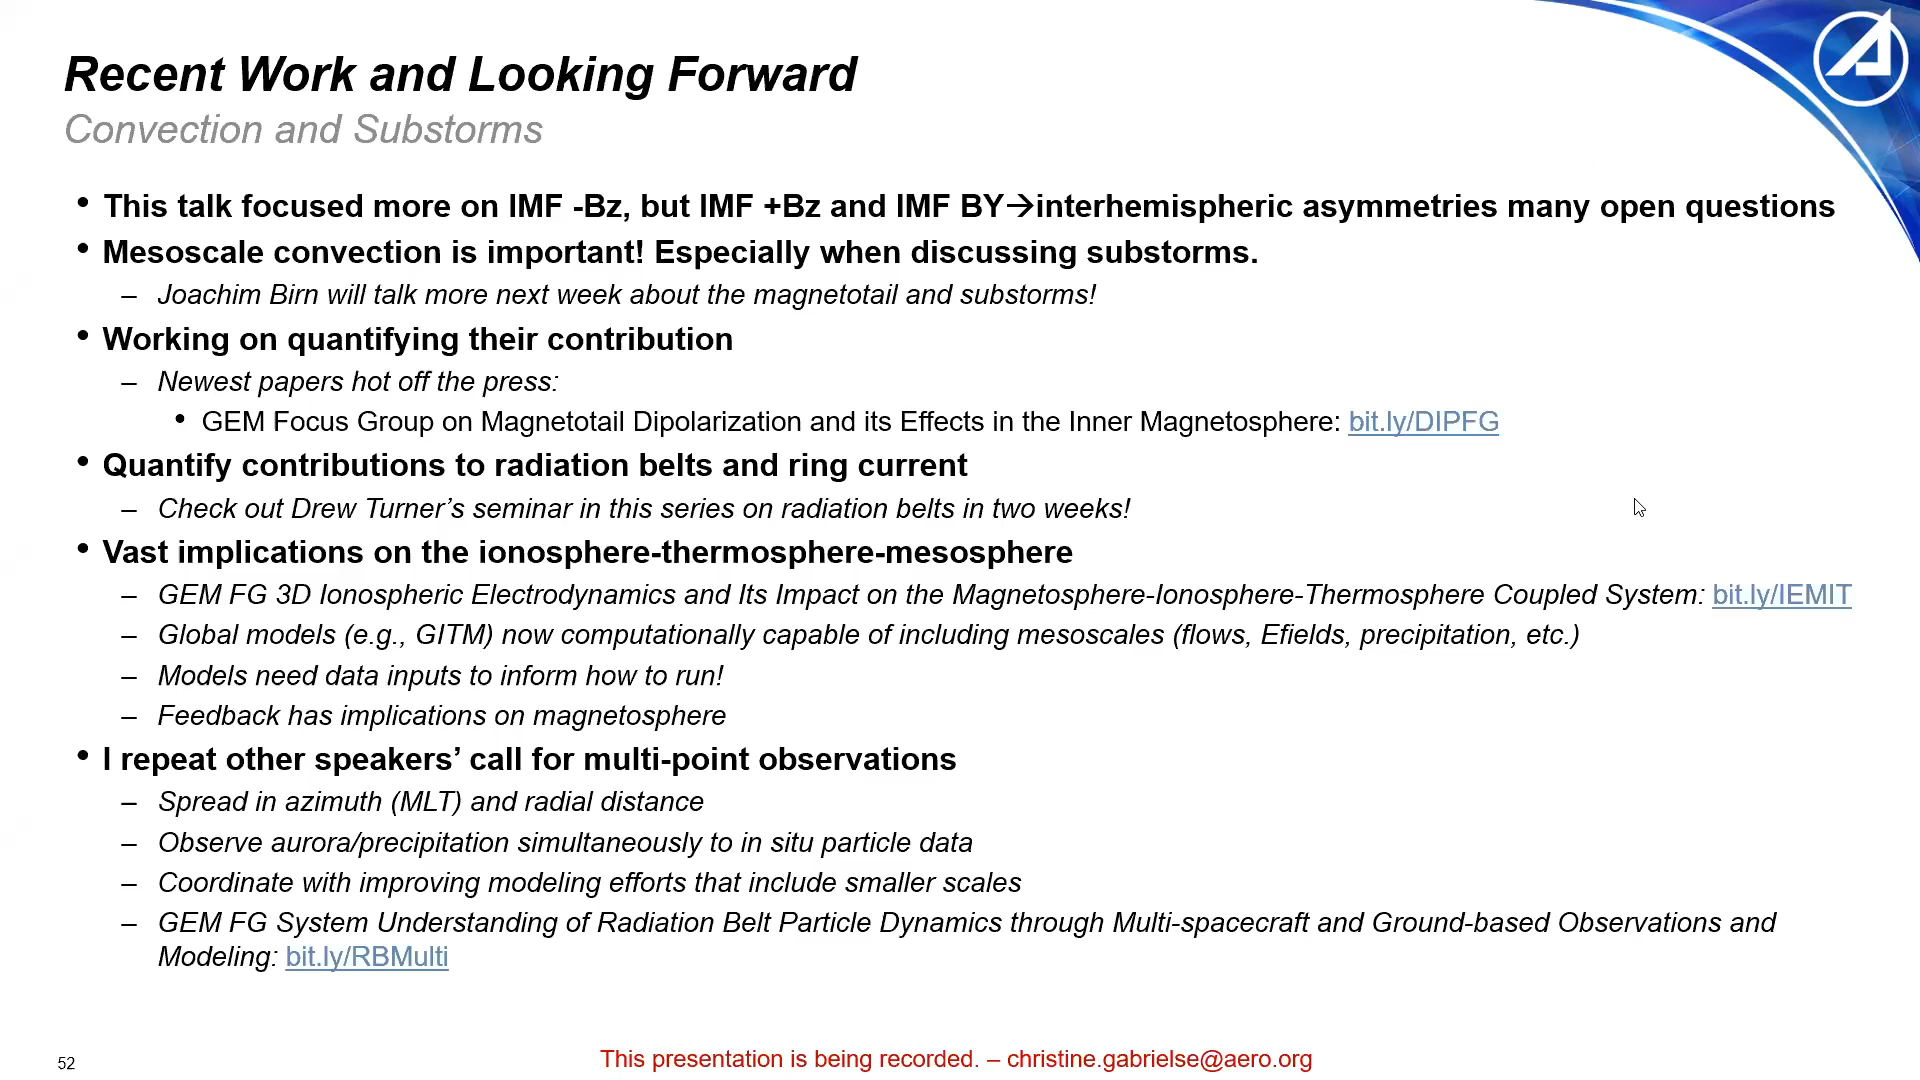 Recent Work and Looking Forward
Convection and Substorms
• This talk focused more on IMF -Bz, but IMF +Bz and IMF BY→interhemispheric asymmetries many open questions
• Mesoscale convection is important! Especially when discussing substorms.
– Joachim Birn will talk more next week about the magnetotail and substorms!
• Working on quantifying their contribution
– Newest papers hot off the press:
• GEM Focus Group on Magnetotail Dipolarization and its Effects in the Inner Magnetosphere: bit.ly/DIPFG
• Quantify contributions to radiation belts and ring current
– Check out Drew Turner’s seminar in this series on radiation belts in two weeks!
• Vast implications on the ionosphere-thermosphere-mesosphere
– GEM FG 3D Ionospheric Electrodynamics and Its Impact on the Magnetosphere-Ionosphere-Thermosphere Coupled System: bit.ly/IEMIT
– Global models (e.g., GITM) now computationally capable of including mesoscales (flows, Efields, precipitation, etc.)
– Models need data inputs to inform how to run!
– Feedback has implications on magnetosphere
• I repeat other speakers’ call for multi-point observations
– Spread in azimuth (MLT) and radial distance
– Observe aurora/precipitation simultaneously to in situ particle data
– Coordinate with improving modeling efforts that include smaller scales
– GEM FG System Understanding of Radiation Belt Particle Dynamics through Multi-spacecraft and Ground-based Observations and
Modeling: bit.ly/RBMulti
52
This presentation is being recorded. – christine.gabrielse@aero.org